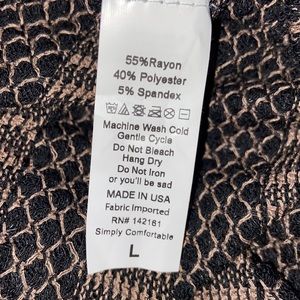 55%Rayon
40% Polyester
5% Spandex
Machine Wash Cold
Gentle Cycle
Do Not Bleach
Hang Dry
Do Not Iron
or you'll be sad
MADE IN USA
Fabric Imported
RN# 142161
Simply Comfortable
L